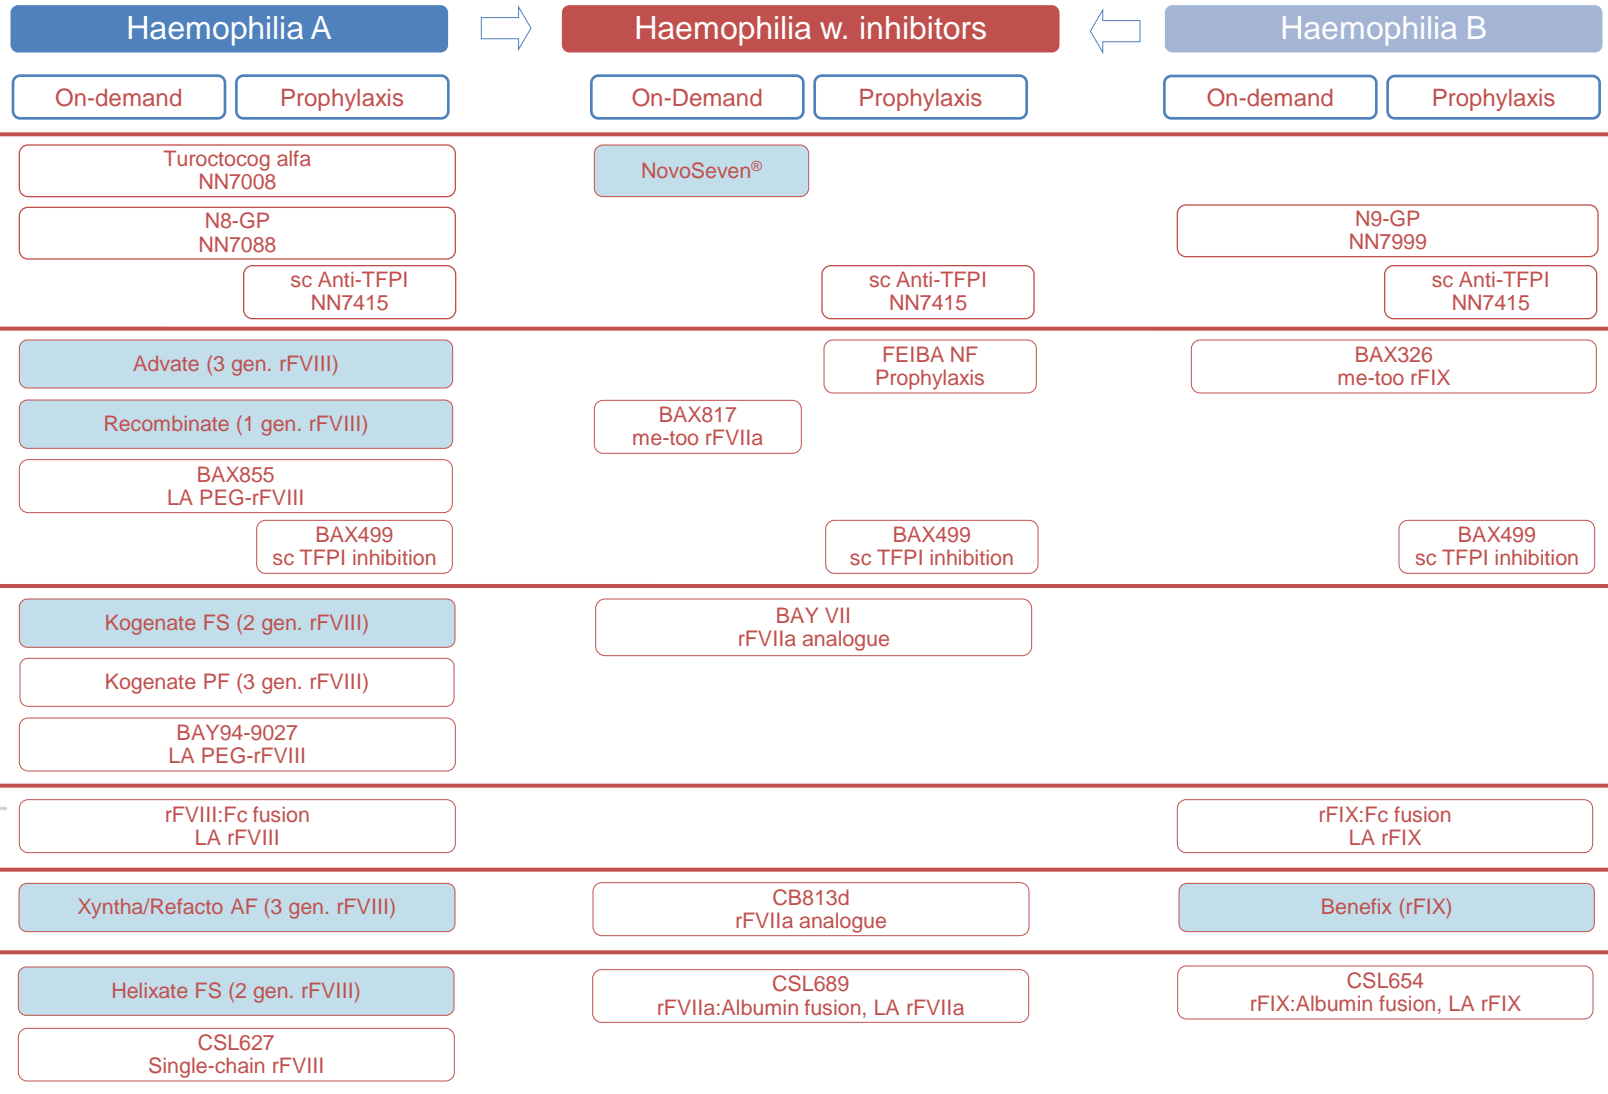 Haemophilia A
Haemophilia w. inhibitors
Haemophilia B
On-demand
Prophylaxis
On-Demand
Prophylaxis
On-demand
Prophylaxis
Turoctocog alfa
NN7008
NovoSeven®
N8-GP
NN7088
N9-GP
NN7999
sc Anti-TFPI
NN7415
sc Anti-TFPI
NN7415
sc Anti-TFPI
NN7415
Advate (3 gen. rFVIII)
FEIBA NF
Prophylaxis
BAX326
me-too rFIX
Recombinate (1 gen. rFVIII)
BAX817
me-too rFVIIa
BAX855
LA PEG-rFVIII
BAX499
sc TFPI inhibition
BAX499
sc TFPI inhibition
BAX499
sc TFPI inhibition
Kogenate FS (2 gen. rFVIII)
BAY VII
rFVIIa analogue
Kogenate PF (3 gen. rFVIII)
BAY94-9027
LA PEG-rFVIII
rFVIII:Fc fusion
LA rFVIII
rFIX:Fc fusion
LA rFIX
Xyntha/Refacto AF (3 gen. rFVIII)
CB813d
rFVIIa analogue
Benefix (rFIX)
Helixate FS (2 gen. rFVIII)
CSL689
rFVIIa:Albumin fusion, LA rFVIIa
CSL654
rFIX:Albumin fusion, LA rFIX
CSL627
Single-chain rFVIII